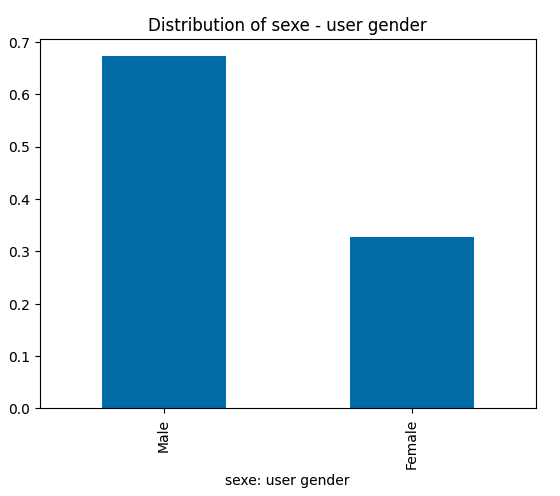 Distribution of sexe - user gender
0.7
0.6
0.5
0.4
0.3
0.2
0.1
0.0
Male
Female
sexe: user gender